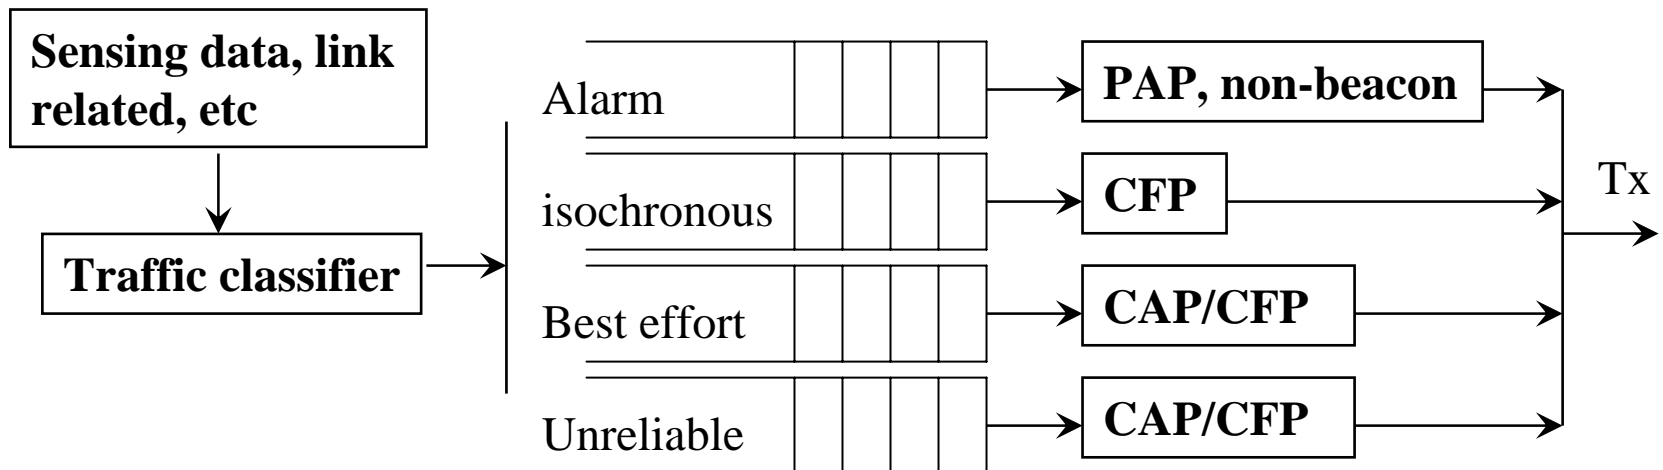 Sensing data, link
related, etc
Traffic classifier
Alarm
PAP, non-beacon
isochronous
CFP
Best effort
CAP/CFP
Unreliable
CAP/CFP
Tx